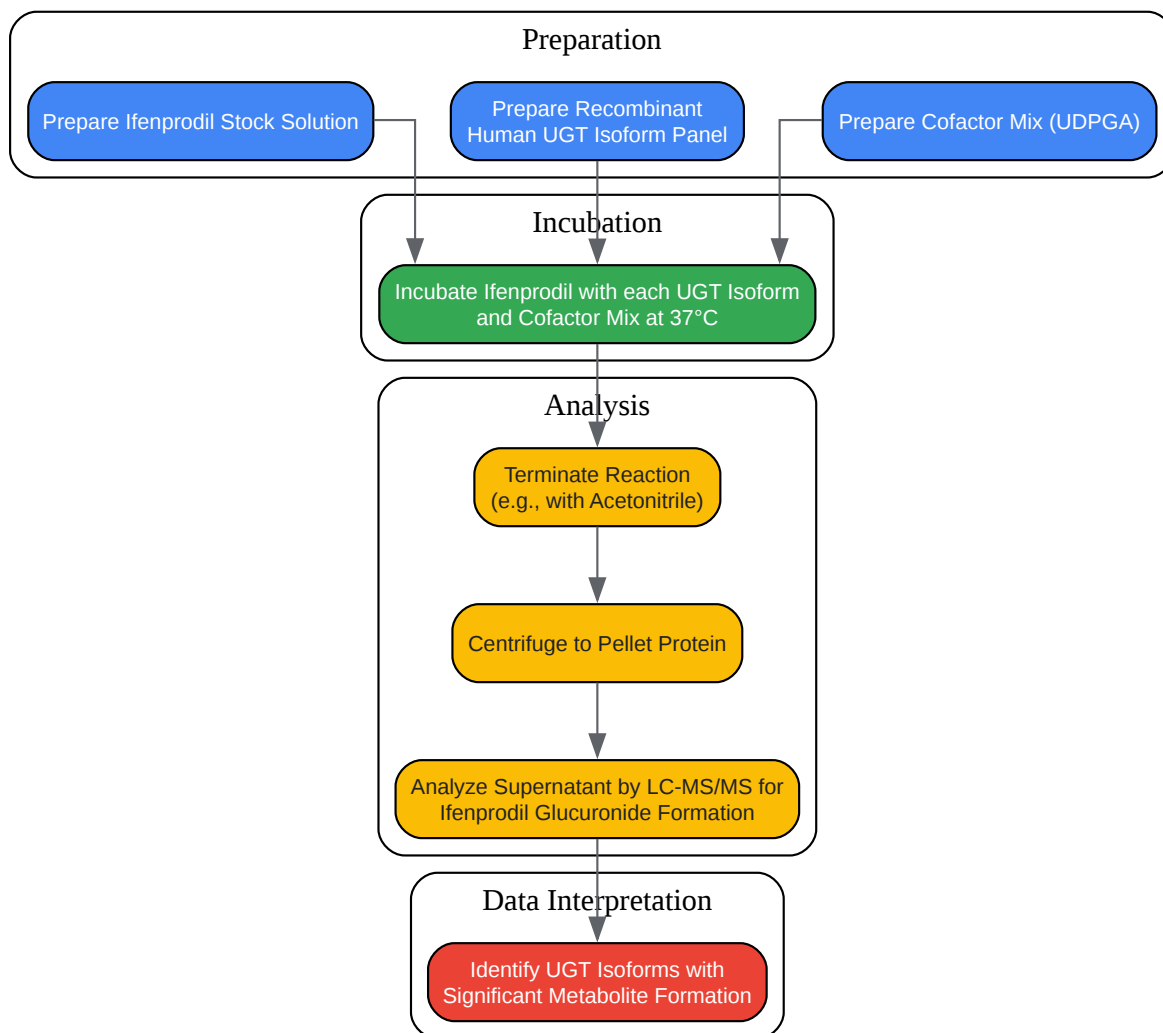 Preparation
Prepare Ifenprodil Stock Solution
Prepare Recombinant
Human UGT Isoform Panel
Prepare Cofactor Mix (UDPGA)
Incubation
Incubate Ifenprodil with each UGT Isoform
and Cofactor Mix at 37°C
Analysis
Terminate Reaction
(e.g., with Acetonitrile)
Centrifuge to Pellet Protein
Analyze Supernatant by LC-MS/MS for
Ifenprodil Glucuronide Formation
Data Interpretation
Identify UGT Isoforms with
Significant Metabolite Formation